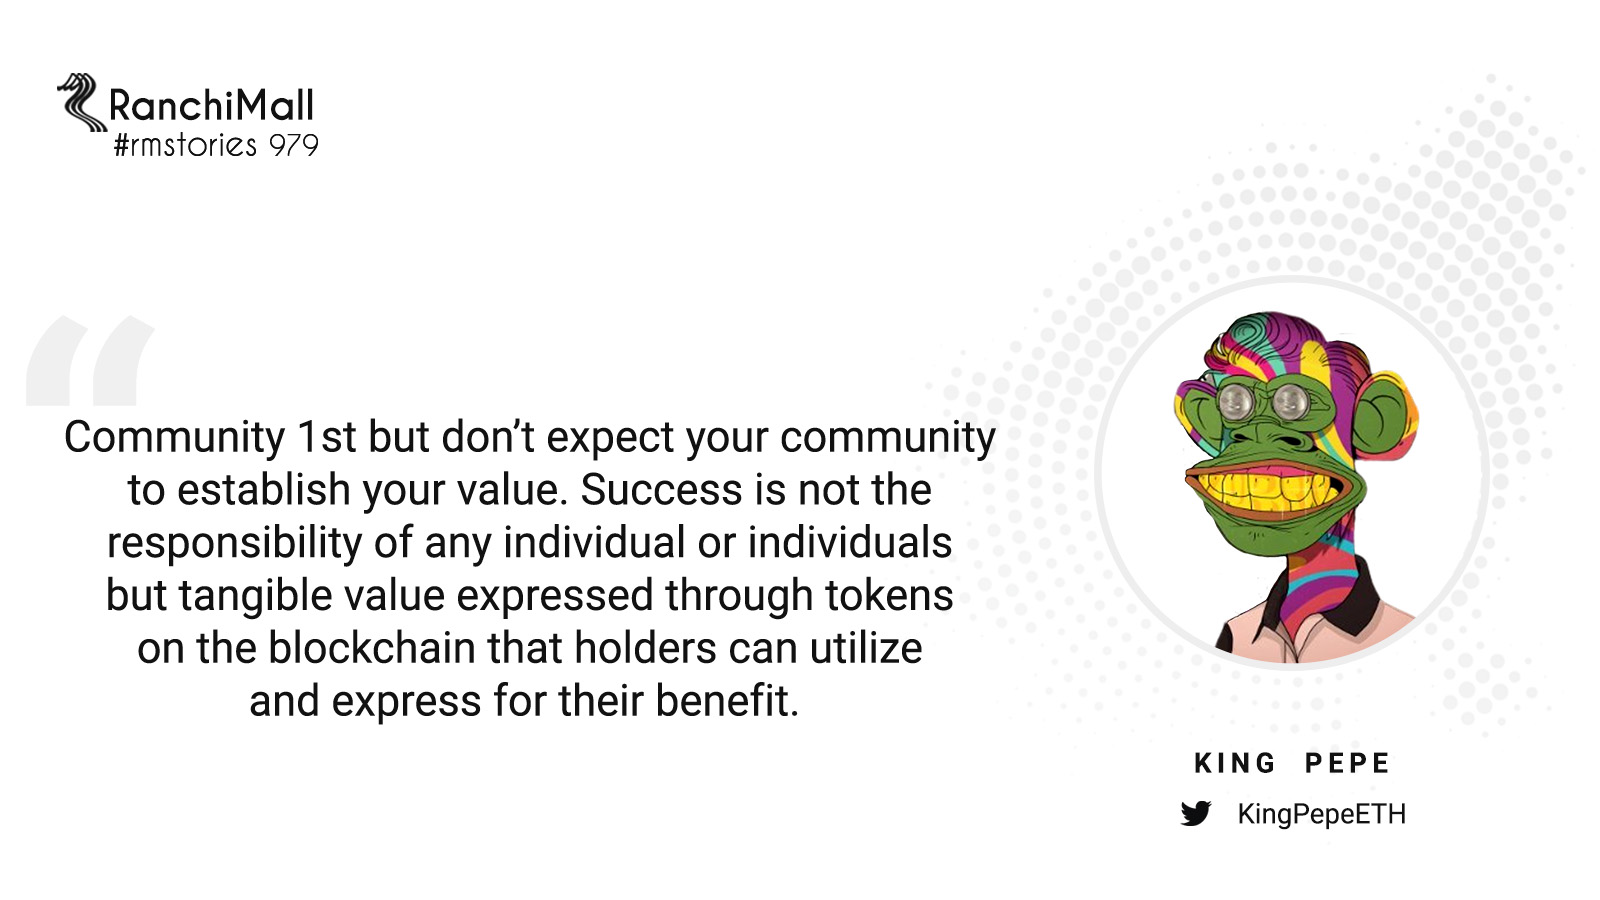 RanchiMall
#rmstories 979
“
Community 1st but don’t expect your community
to establish your value. Success is not the
responsibility of any individual or individuals
but tangible value expressed through tokens
on the blockchain that holders can utilize
and express for their benefit.
KING PEPE
KingPepeETH